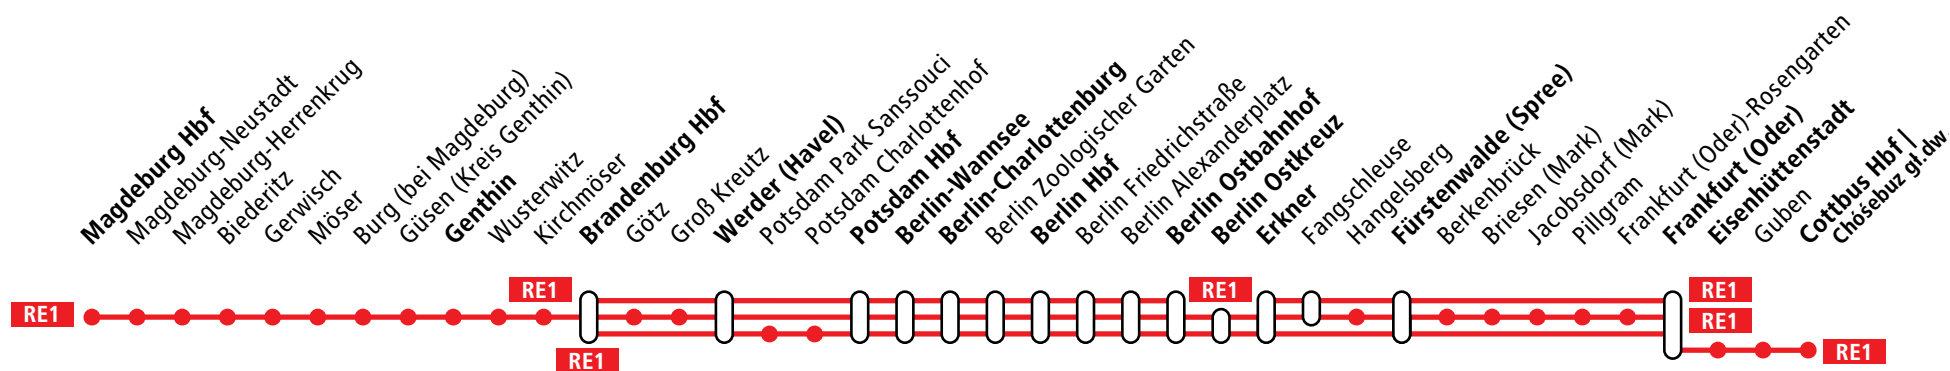 Magdeburg Hbf
Magdeburg-Neustadt
Magdeburg-Herrenkrug
Biederitz
Gerwisch
Möser
Burg (bei Magdeburg)
Güsen (Kreis Genthin)
Genthin
Wusterwitz
Kirchmöser
Brandenburg Hbf
Götz
Groß Kreutz
Werder (Havel)
Potsdam Park Sanssouci
Potsdam Charlottenhof
Potsdam Hbf
Berlin-Wannsee
Berlin-Charlottenburg
Berlin Zoologischer Garten
Berlin Hbf
Berlin Friedrichstraße
Berlin Alexanderplatz
Berlin Ostbahnhof
Berlin Ostkreuz
Erkner
Fangschleuse
Hangelsberg
Fürstenwalde (Spree)
Berkenbrück
Briesen (Mark)
Jacobsdorf (Mark)
Pillgram
Frankfurt (Oder)-Rosengarten
Frankfurt (Oder)
Eisenhüttenstadt
Guben
Cottbus Hbf |
Chóśebuz gł.dw.
RE1
RE1
RE1
RE1
RE1
RE1
RE1